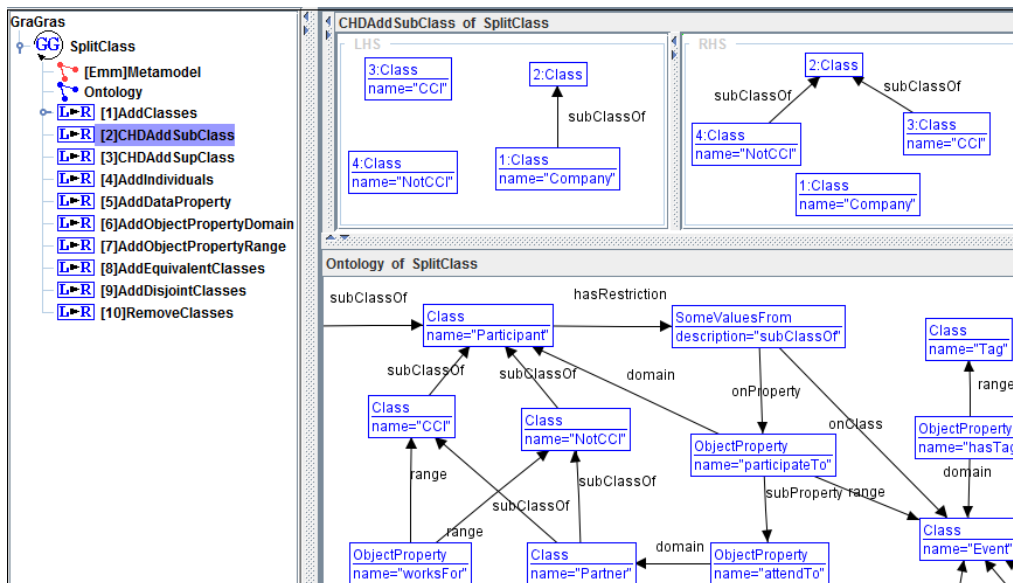 GraGras
GG SplitClass
[Emm]Metamodel
Ontology
L►R [1]AddClasses
L►R [2]CHDAddSubClass
L►R [3]CHDAddSupClass
L►R [4]AddIndividuals
L►R [5]AddDataProperty
L►R [6]AddObjectPropertyDomain
L►R [7]AddObjectPropertyRange
L►R [8]AddEquivalentClasses
L►R [9]AddDisjointClasses
L►R [10]RemoveClasses
CHDAddSubClass of SplitClass
LHS
3:Class
name="CCI"
2:Class
subClassOf
4:Class
name="NotCCI"
1:Class
name="Company"
RHS
2:Class
subClassOf
subClassOf
4:Class
name="NotCCI"
3:Class
name="CCI"
1:Class
name="Company"
Ontology of SplitClass
subClassOf
hasRestriction
Class
name="Participant"
SomeValuesFrom
description="subClassOf"
Class
name="Tag"
subClassOf
subClassOf
domain
onProperty
range
Class
name="CCI"
Class
name="NotCCI"
onClass
ObjectProperty
name="hasTag
ObjectProperty
name="participateTo"
range
subClassOf
domain
subProperty
range
subClassOf
range
Class
name="Event"
domain
ObjectProperty
name="worksFor"
Class
name="Partner"
ObjectProperty
name="attendTo"